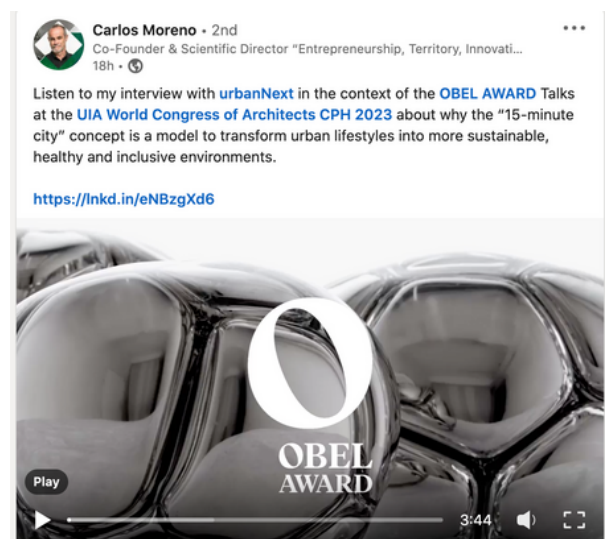 Carlos Moreno • 2nd
Co-Founder & Scientific Director “Entrepreneurship, Territory, Innovati...
18h •
Listen to my interview with urbanNext in the context of the OBEL AWARD Talks
at the UIA World Congress of Architects CPH 2023 about why the “15-minute
city” concept is a model to transform urban lifestyles into more sustainable,
healthy and inclusive environments.
https://lnkd.in/eNBzgXd6
OBEL
AWARD
Play
3:44